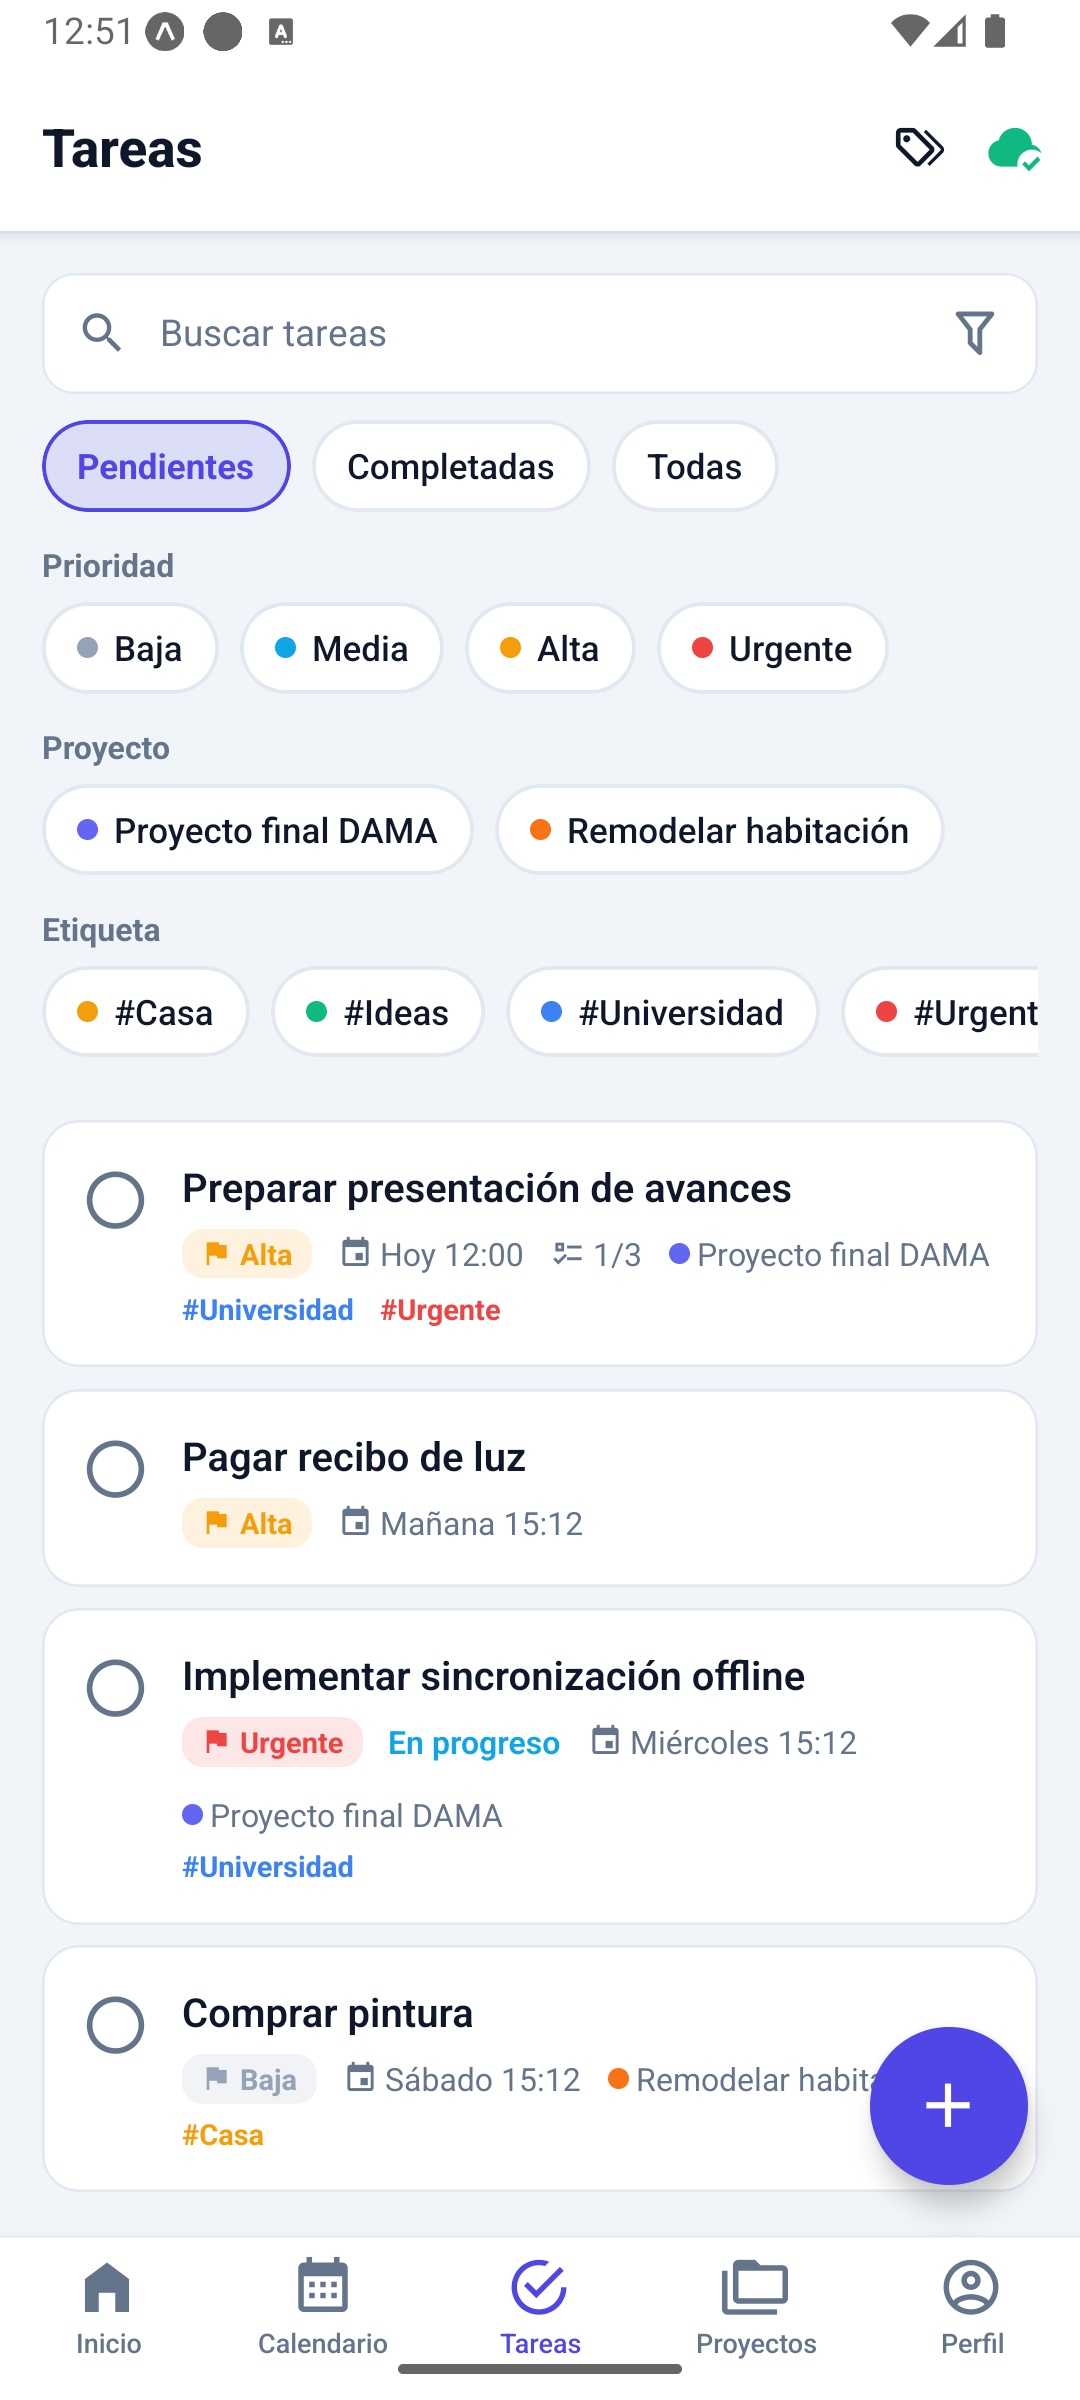 12:51
Tareas
Buscar tareas
Pendientes Completadas Todas
Prioridad
Baja Media Alta Urgente
Proyecto
Proyecto final DAMA Remodelar habitación
Etiqueta
#Casa #Ideas #Universidad #Urgent
Preparar presentación de avances
Alta Hoy 12:00 1/3 Proyecto final DAMA
#Universidad #Urgente
Pagar recibo de luz
Alta Mañana 15:12
Implementar sincronización offline
Urgente En progreso Miércoles 15:12
Proyecto final DAMA
#Universidad
Comprar pintura
Baja Sábado 15:12 Remodelar habita
#Casa
Inicio Calendario Tareas Proyectos Perfil